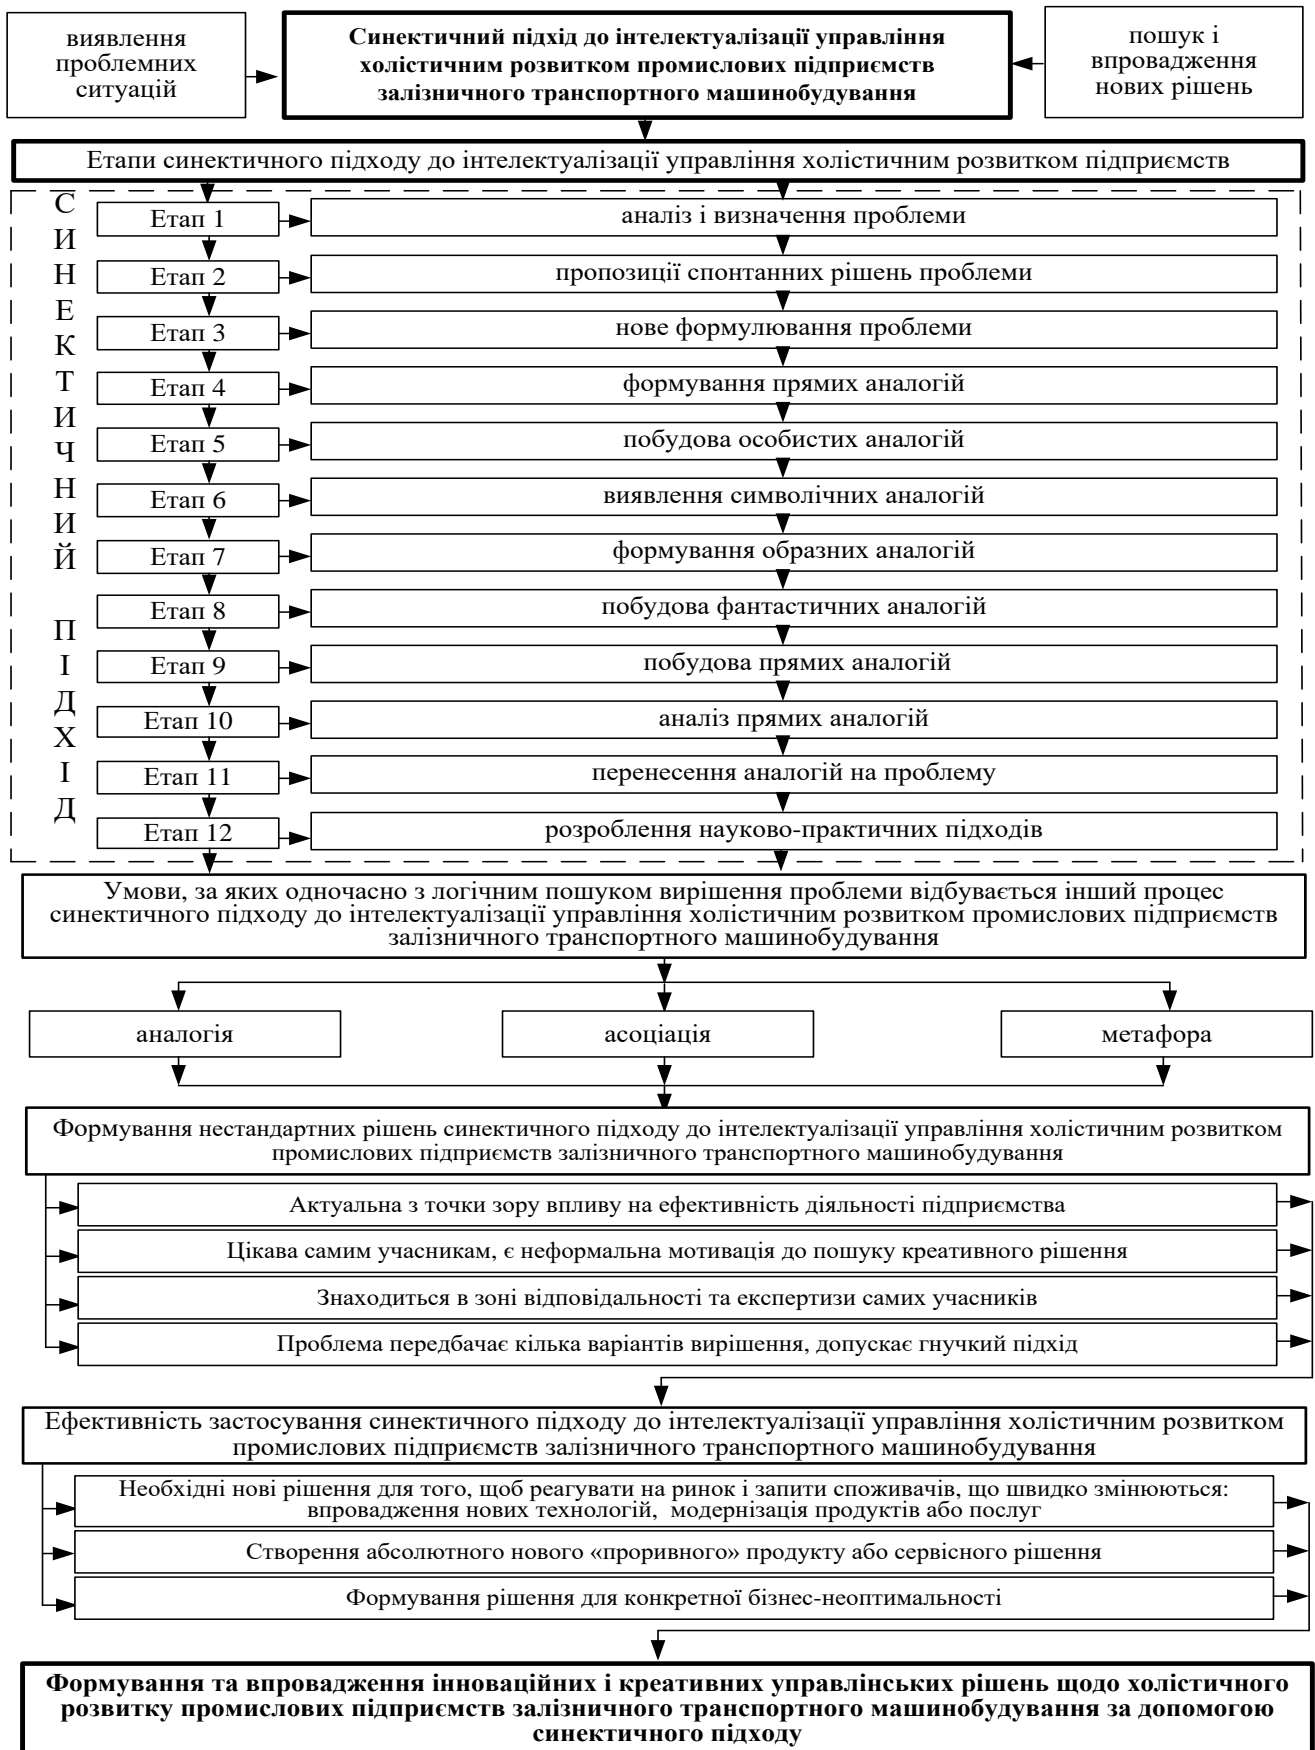 виявлення
проблемних
ситуацій
Синектичний підхід до інтелектуалізації управління
холістичним розвитком промислових підприємств
залізничного транспортного машинобудування
пошук і
впровадження
нових рішень
Етапи синектичного підходу до інтелектуалізації управління холістичним розвитком підприємств
С
И
Н
Е
К
Т
И
Ч
Н
И
Й
П
І
Д
Х
І
Д
Етап 1
аналіз і визначення проблеми
Етап 2
пропозиції спонтанних рішень проблеми
Етап 3
нове формулювання проблеми
Етап 4
формування прямих аналогій
Етап 5
побудова особистих аналогій
Етап 6
виявлення символічних аналогій
Етап 7
формування образних аналогій
Етап 8
побудова фантастичних аналогій
Етап 9
побудова прямих аналогій
Етап 10
аналіз прямих аналогій
Етап 11
перенесення аналогій на проблему
Етап 12
розроблення науково-практичних підходів
Умови, за яких одночасно з логічним пошуком вирішення проблеми відбувається інший процес
синектичного підходу до інтелектуалізації управління холістичним розвитком промислових підприємств
залізничного транспортного машинобудування
аналогія
асоціація
метафора
Формування нестандартних рішень синектичного підходу до інтелектуалізації управління холістичним розвитком
промислових підприємств залізничного транспортного машинобудування
Актуальна з точки зору впливу на ефективність діяльності підприємства
Цікава самим учасникам, є неформальна мотивація до пошуку креативного рішення
Знаходиться в зоні відповідальності та експертизи самих учасників
Проблема передбачає кілька варіантів вирішення, допускає гнучкий підхід
Ефективність застосування синектичного підходу до інтелектуалізації управління холістичним розвитком
промислових підприємств залізничного транспортного машинобудування
Необхідні нові рішення для того, щоб реагувати на ринок і запити споживачів, що швидко змінюються:
впровадження нових технологій, модернізація продуктів або послуг
Створення абсолютного нового «проривного» продукту або сервісного рішення
Формування рішення для конкретної бізнес-неоптимальності
Формування та впровадження інноваційних і креативних управлінських рішень щодо холістичного
розвитку промислових підприємств залізничного транспортного машинобудування за допомогою
синектичного підходу